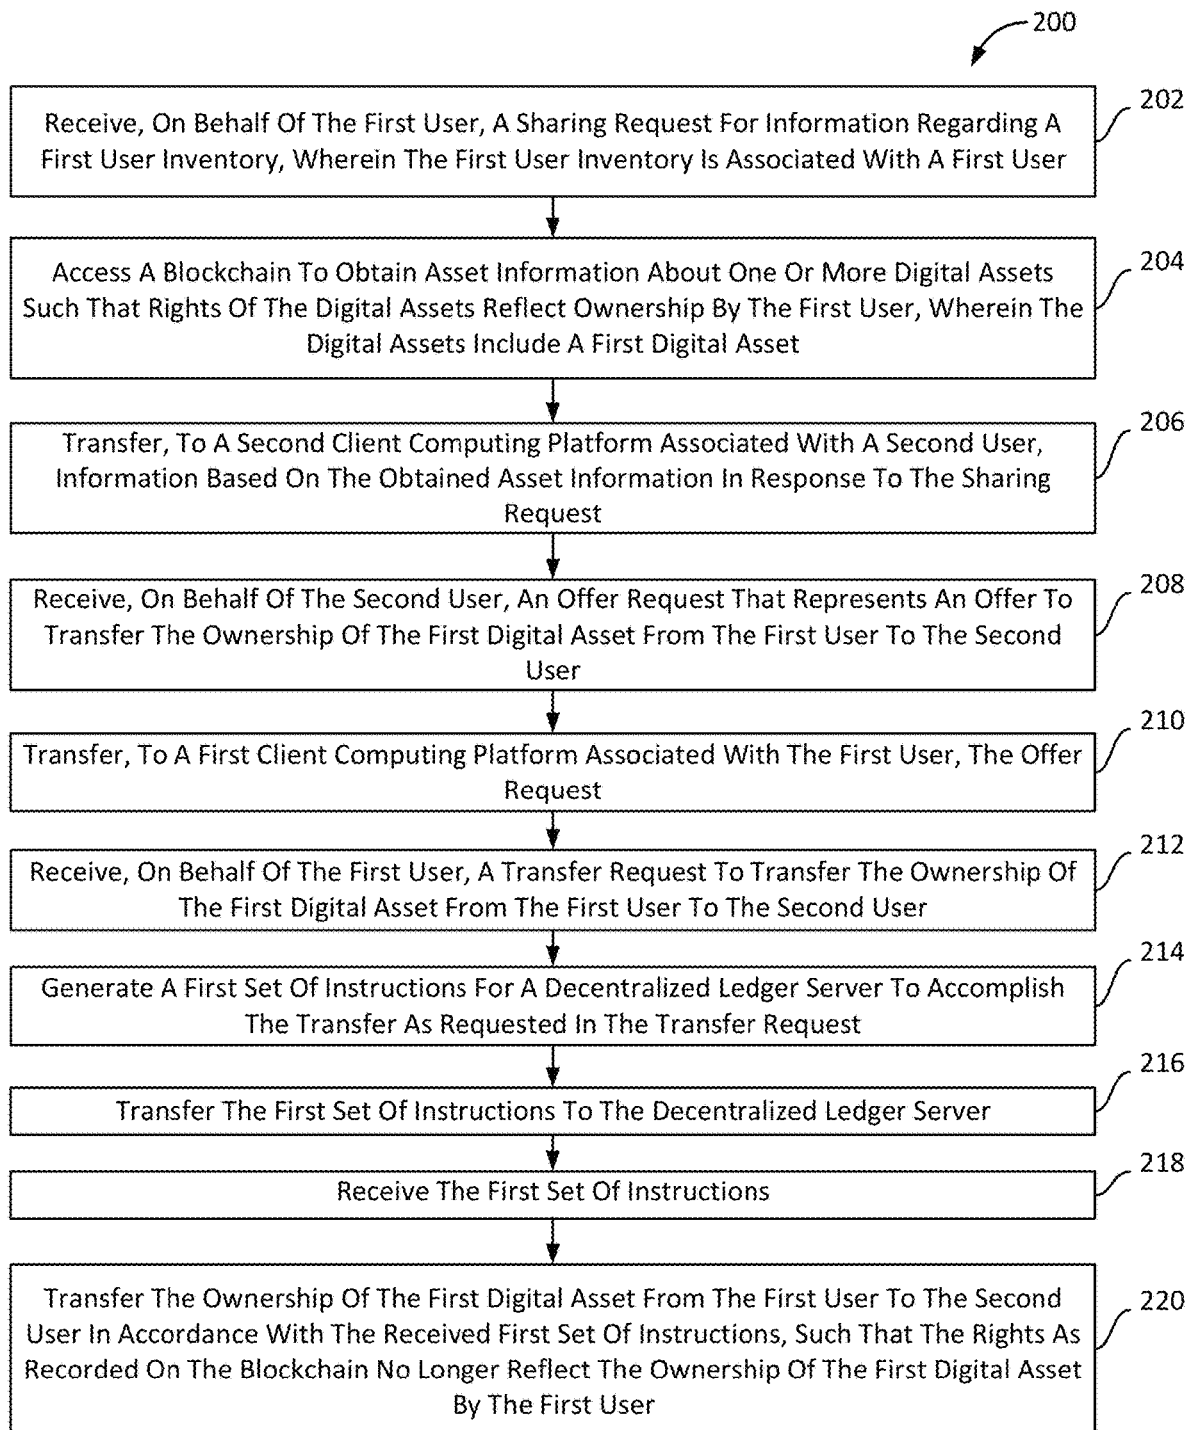 200
202
Receive, On Behalf Of The First User, A Sharing Request For Information Regarding A
First User Inventory, Wherein The First User Inventory Is Associated With A First User
204
Access A Blockchain To Obtain Asset Information About One Or More Digital Assets
Such That Rights Of The Digital Assets Reflect Ownership By The First User, Wherein The
Digital Assets Include A First Digital Asset
206
Transfer, To A Second Client Computing Platform Associated With A Second User,
Information Based On The Obtained Asset Information In Response To The Sharing
Request
208
Receive, On Behalf Of The Second User, An Offer Request That Represents An Offer To
Transfer The Ownership Of The First Digital Asset From The First User To The Second
User
210
Transfer, To A First Client Computing Platform Associated With The First User, The Offer
Request
212
Receive, On Behalf Of The First User, A Transfer Request To Transfer The Ownership Of
The First Digital Asset From The First User To The Second User
214
Generate A First Set Of Instructions For A Decentralized Ledger Server To Accomplish
The Transfer As Requested In The Transfer Request
216
Transfer The First Set Of Instructions To The Decentralized Ledger Server
218
Receive The First Set Of Instructions
220
Transfer The Ownership Of The First Digital Asset From The First User To The Second
User In Accordance With The Received First Set Of Instructions, Such That The Rights As
Recorded On The Blockchain No Longer Reflect The Ownership Of The First Digital Asset
By The First User